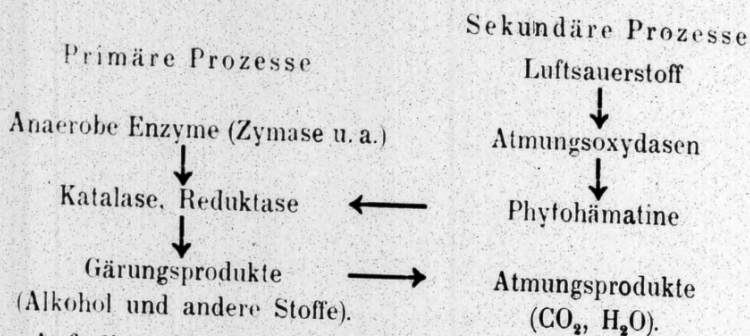 Primäre Prozesse
Anaerobe Enzyme (Zymase u. a.)
Katalase, Reduktase
Gärungsprodukte
(Alkohol und andere Stoffe).
Sekundäre Prozesse
Luftsauerstoff
Atmungsoxydasen
Phytohämatine
Atmungsprodukte
(CO₂, H₂O).